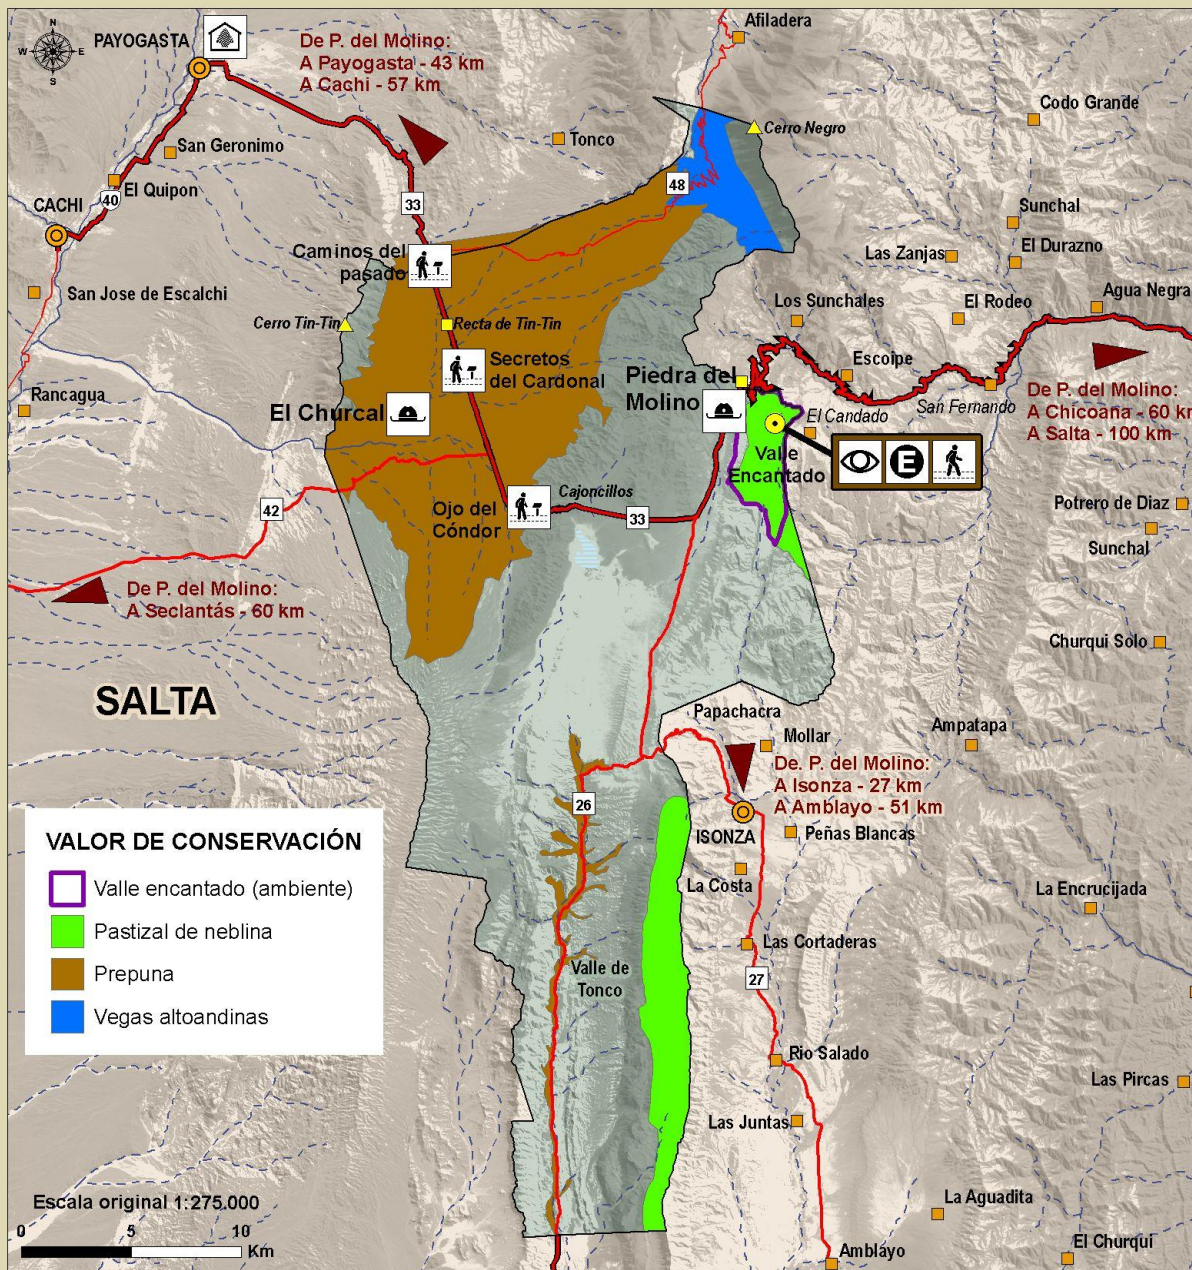 N
W
E
S
PAYOGASTA
De P. del Molino:
A Payogasta - 43 km
A Cachi - 57 km
Afiladera
Codo Grande
Cerro Negro
Tonco
San Geronimo
El Quipon
40
48
33
CACHI
Sunchal
El Durazno
Las Zanjas
Caminos del
pasado
San Jose de Escalchi
Agua Negra
Los Sunchales
El Rodeo
Cerro Tin-Tin
Recta de Tin-Tin
Secretos
del Cardonal
Escoipe
Piedra del
Molino
De P. del Molino:
A Chicoana - 60 km
A Salta - 100 km
Rancagua
El Churcal
El Candado
San Fernando
Valle
Encantado
E
Cajoncillos
Ojo del
Cóndor
33
42
Potrero de Diaz
Sunchal
De P. del Molino:
A Seclantás - 60 km
Churqui Solo
SALTA
Papachacra
Mollar
Ampatapa
De. P. del Molino:
A Isonza - 27 km
A Amblayo - 51 km
26
ISONZA
Peñas Blancas
VALOR DE CONSERVACIÓN
Valle encantado (ambiente)
Pastizal de neblina
Prepuna
Vegas altoandinas
La Costa
La Encrucijada
Las Cortaderas
Valle de
Tonco
27
Rio Salado
Las Pircas
Las Juntas
La Aguadita
Escala original 1:275.000
0
5
10
Km
Amblayo
El Churqui